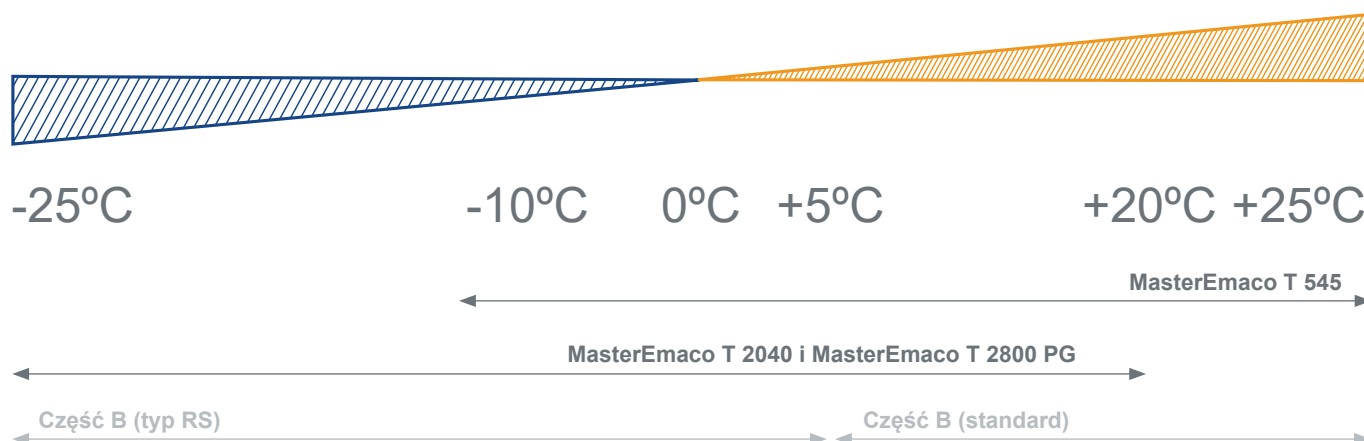 -25ºC -10ºC 0ºC +5ºC +20ºC +25ºC
MasterEmaco T 545
MasterEmaco T 2040 i MasterEmaco T 2800 PG
Część B (typ RS) Część B (standard)